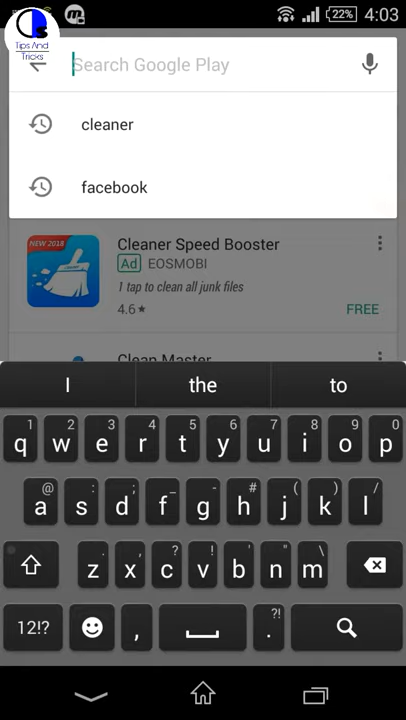 22%
4:03
Tips And
Tricks
Search Google Play
cleaner
facebook
NEW 2018
Cleaner Speed Booster
Ad EOSMOBI
1 tap to clean all junk files
4.6★ FREE
Clean Master
I the to
1 2 3 4 5 6 7 8 9 0
q w e r t y u i o p
@ : ; _ - # ( ) /
a s d f g h j k l
. , ? ! " \
z x c v b n m
12!? , . ?!